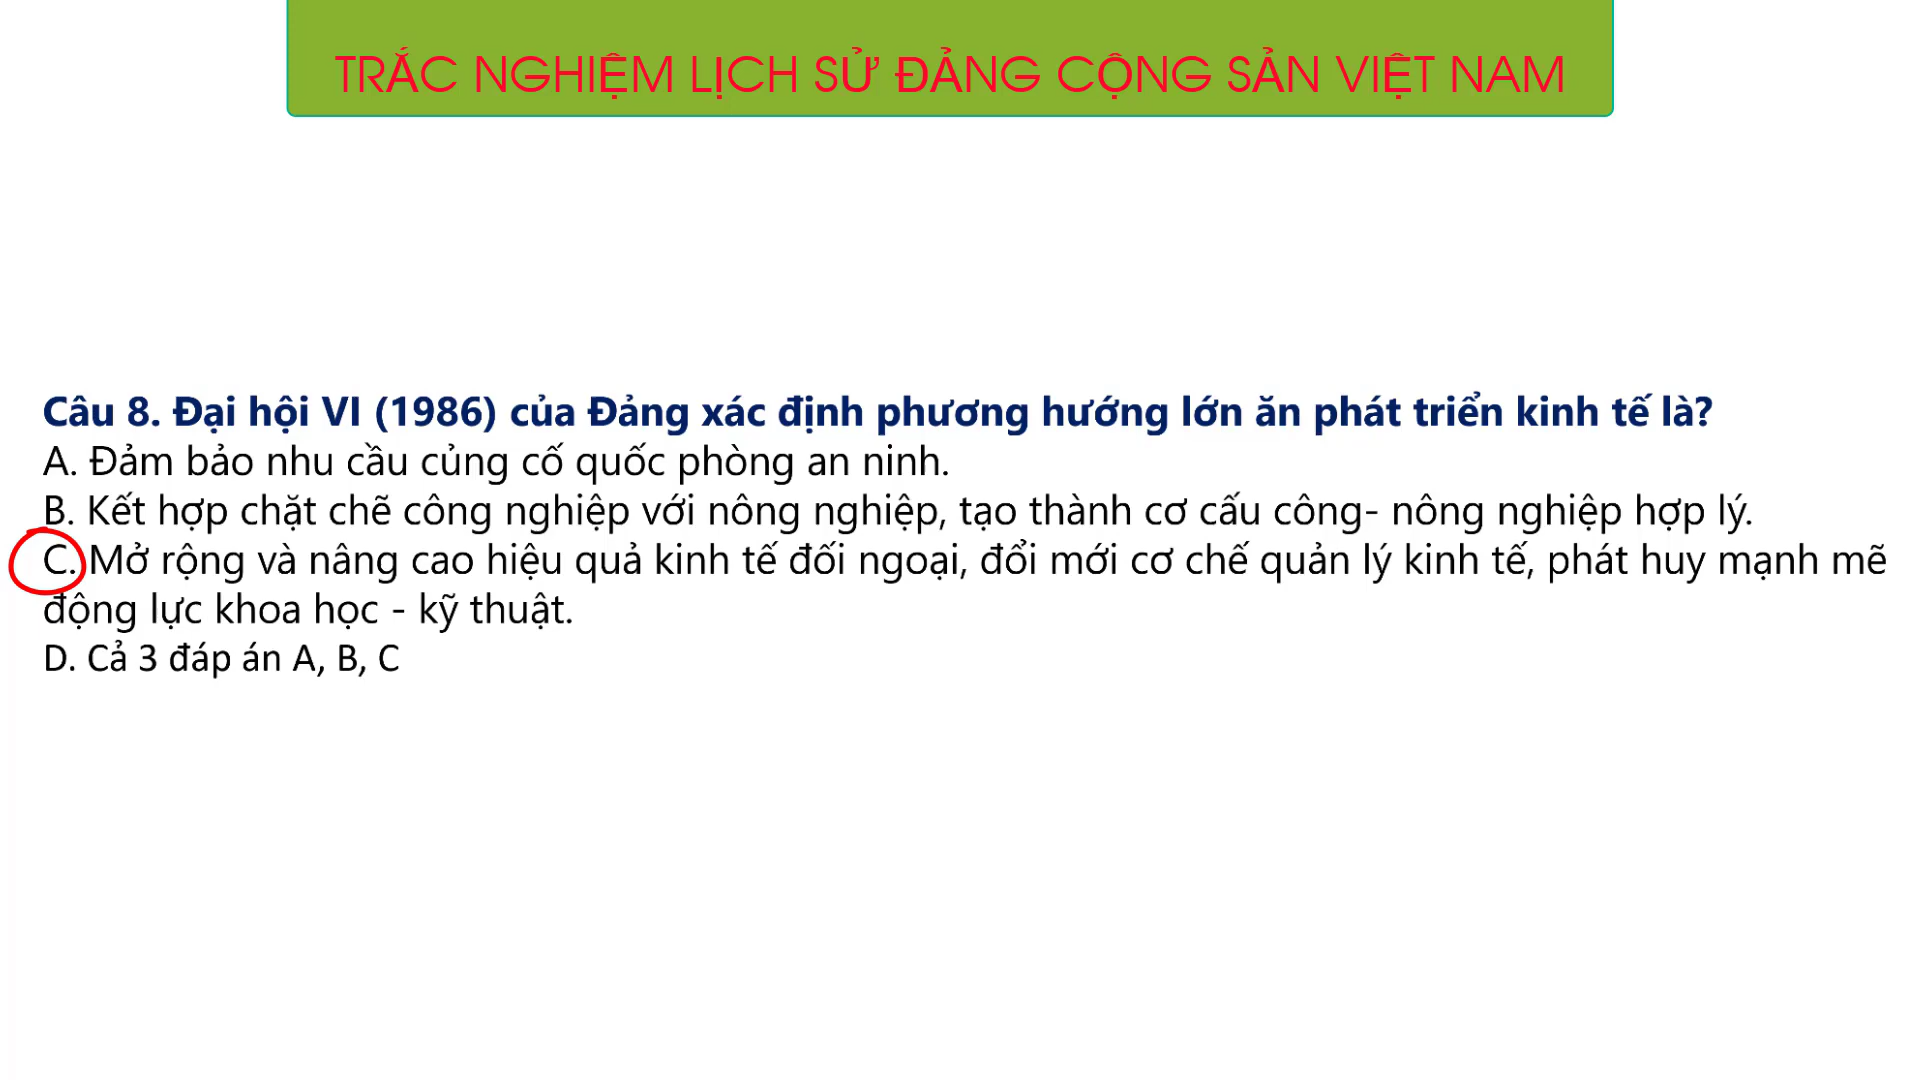 TRẮC NGHIỆM LỊCH SỬ ĐẢNG CỘNG SẢN VIỆT NAM
Câu 8. Đại hội VI (1986) của Đảng xác định phương hướng lớn ăn phát triển kinh tế là?
A. Đảm bảo nhu cầu củng cố quốc phòng an ninh.
B. Kết hợp chặt chẽ công nghiệp với nông nghiệp, tạo thành cơ cấu công- nông nghiệp hợp lý.
C. Mở rộng và nâng cao hiệu quả kinh tế đối ngoại, đổi mới cơ chế quản lý kinh tế, phát huy mạnh mẽ
động lực khoa học - kỹ thuật.
D. Cả 3 đáp án A, B, C